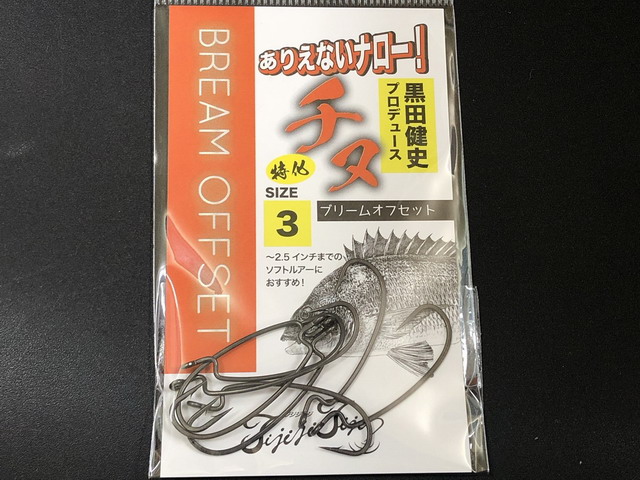 BREAM OFFSET
ありえないナロー!
黒田健史
プロデュース
チヌ
特化
SIZE
3
ブリームオフセット
～2.5インチまでの
ソフトルアーに
おすすめ!